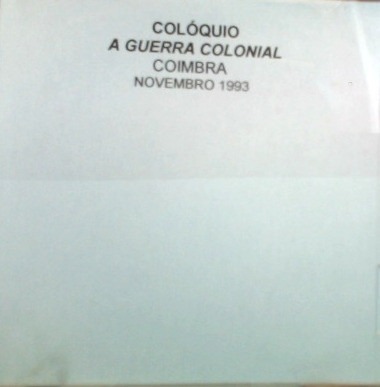 COLÓQUIO
A GUERRA COLONIAL
COIMBRA
NOVEMBRO 1993